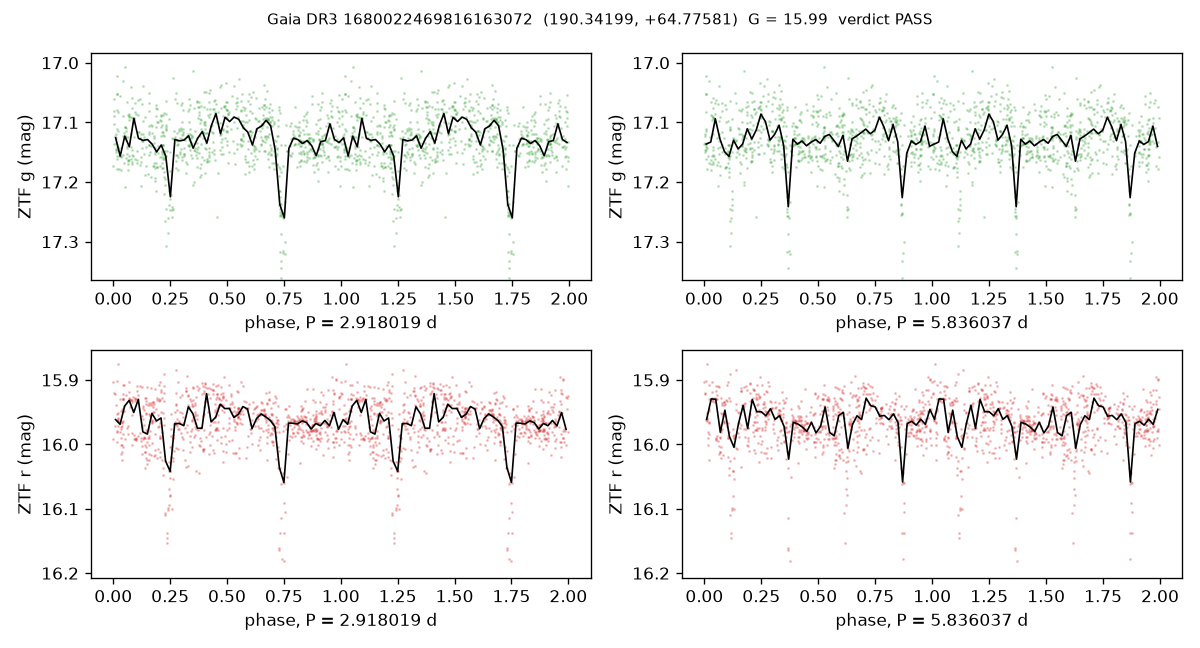 Gaia DR3 1680022469816163072 (190.34199, +64.77581) G = 15.99 verdict PASS
17.0
17.1
17.2
17.3
ZTF g (mag)
0.00 0.25 0.50 0.75 1.00 1.25 1.50 1.75 2.00
phase, P = 2.918019 d
17.0
17.1
17.2
17.3
ZTF g (mag)
0.00 0.25 0.50 0.75 1.00 1.25 1.50 1.75 2.00
phase, P = 5.836037 d
15.9
16.0
16.1
16.2
ZTF r (mag)
0.00 0.25 0.50 0.75 1.00 1.25 1.50 1.75 2.00
phase, P = 2.918019 d
15.9
16.0
16.1
16.2
ZTF r (mag)
0.00 0.25 0.50 0.75 1.00 1.25 1.50 1.75 2.00
phase, P = 5.836037 d